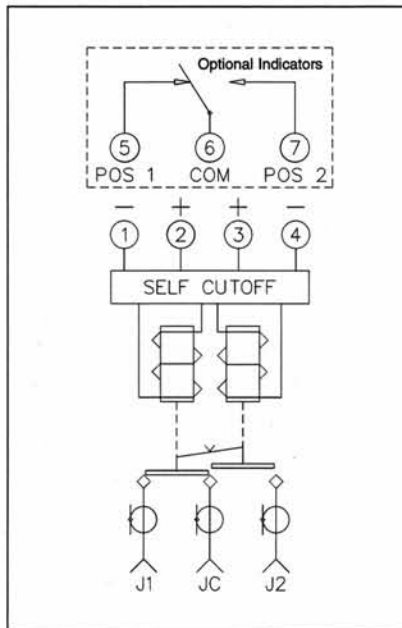 Optional Indicators
5 6 7
POS 1 COM POS 2
− + + −
1 2 3 4
SELF CUTOFF
J1 JC J2